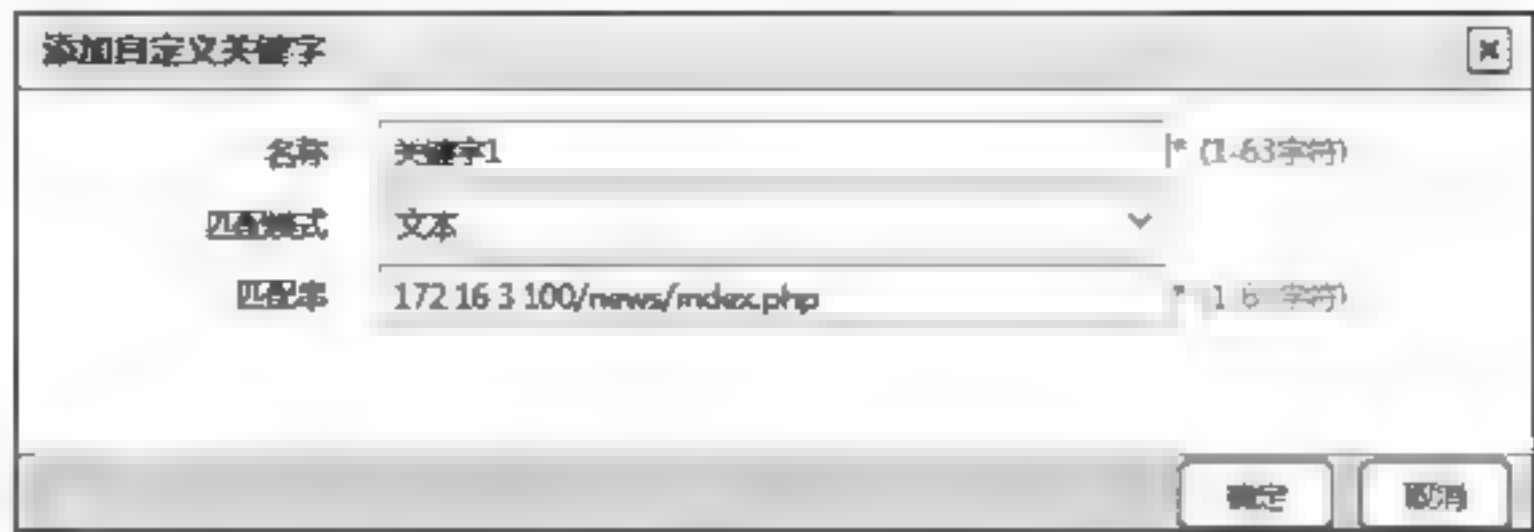 添加自定义关键字
名称 关键字1 * (1-63字符)
匹配模式 文本
匹配串 172 16 3 100/news/index.php * 字符)
确定 取消